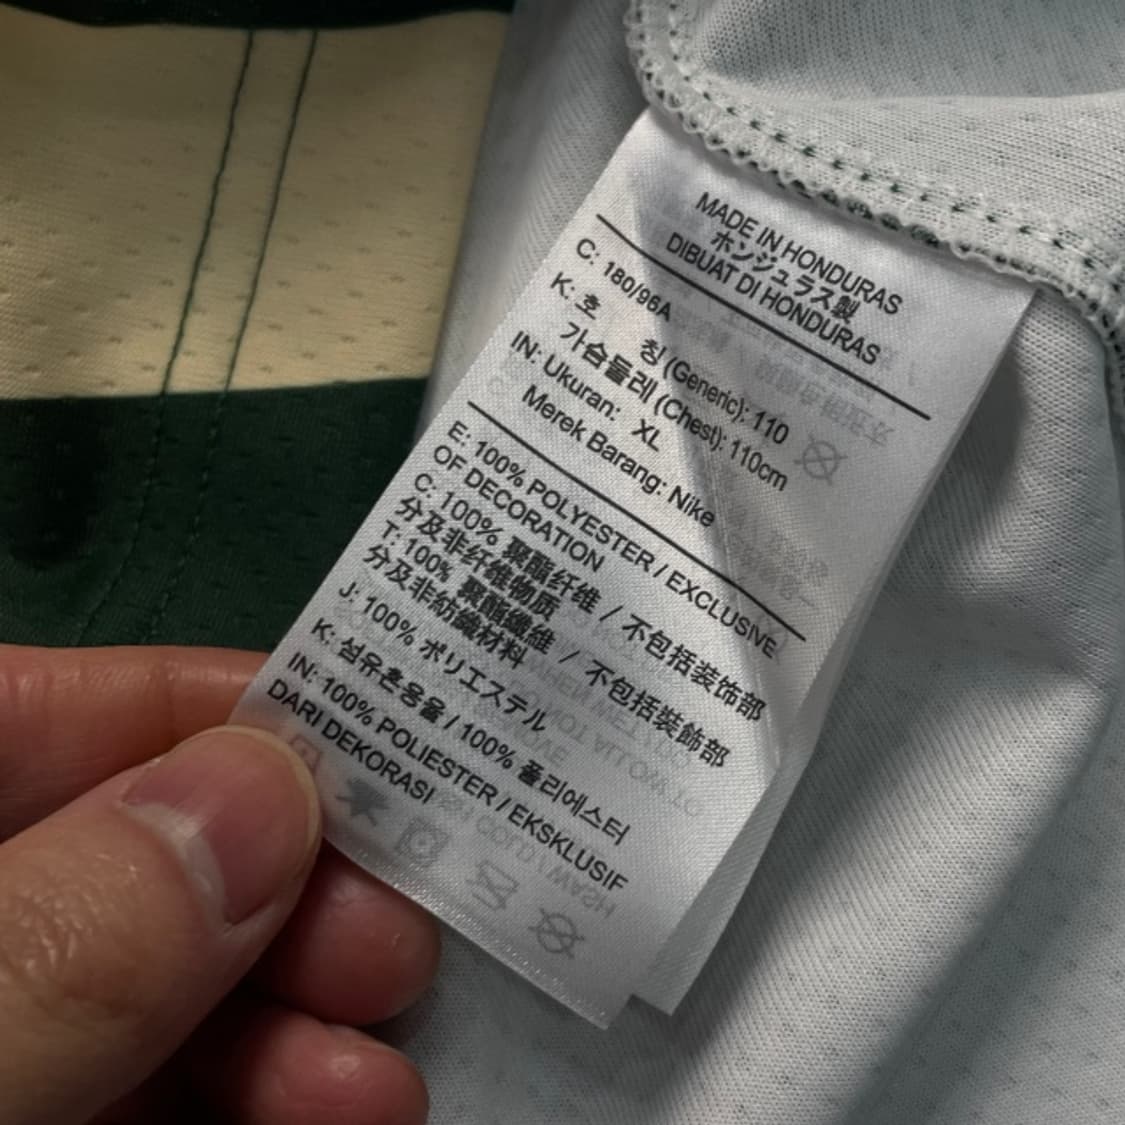 MADE IN HONDURAS
ホンジュラス製
DIBUAT DI HONDURAS
C: 180/96A
K: 호 칭 (Generic): 110
가슴둘레 (Chest): 110cm
IN: Ukuran: XL
Merek Barang: Nike
E: 100% POLYESTER / EXCLUSIVE
OF DECORATION
C: 100% 聚酯纤维 / 不包括装饰部
分及非纤维物质
T: 100% 聚酯纖維 / 不包括裝飾部
分及非紡織材料
J: 100% ポリエステル
K: 섬유혼용율 / 100% 폴리에스터
IN: 100% POLIESTER / EKSKLUSIF
DARI DEKORASI